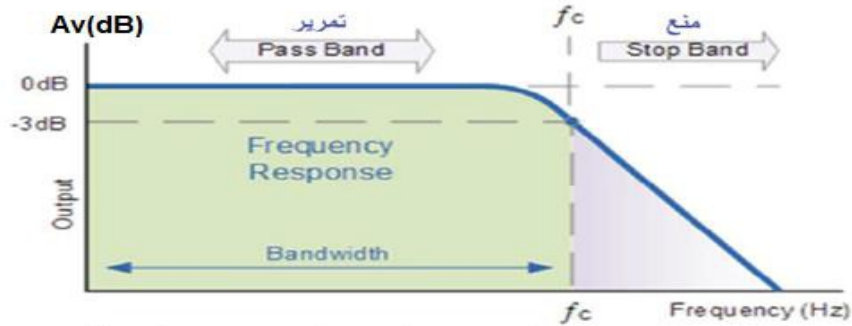 Av(dB)
تمرير
fc
منع
Pass Band
Stop Band
0dB
-3dB
Frequency
Response
Output
Bandwidth
fc
Frequency (Hz)